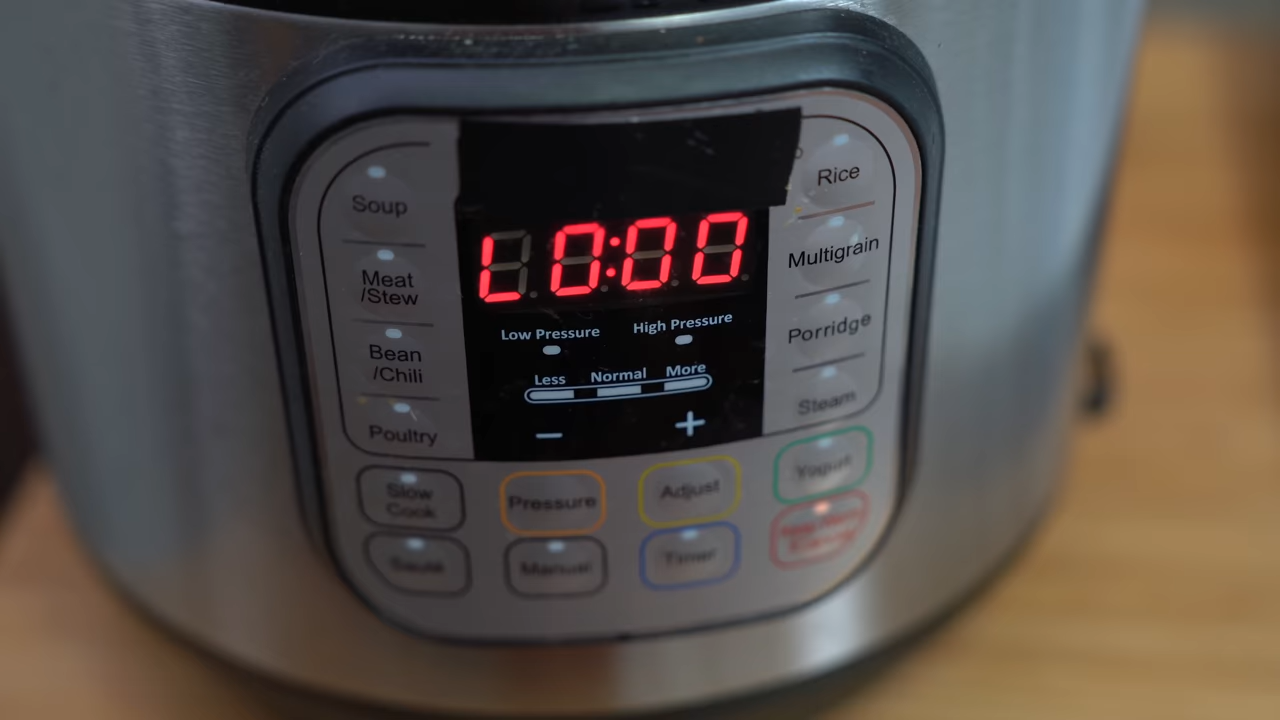 Soup
Meat
/Stew
Bean
/Chili
Poultry
L0:00
Low Pressure
High Pressure
Less Normal More
− +
Rice
Multigrain
Porridge
Steam
Slow
Cook
Pressure
Adjust
Yogurt
Sauté
Manual
Timer